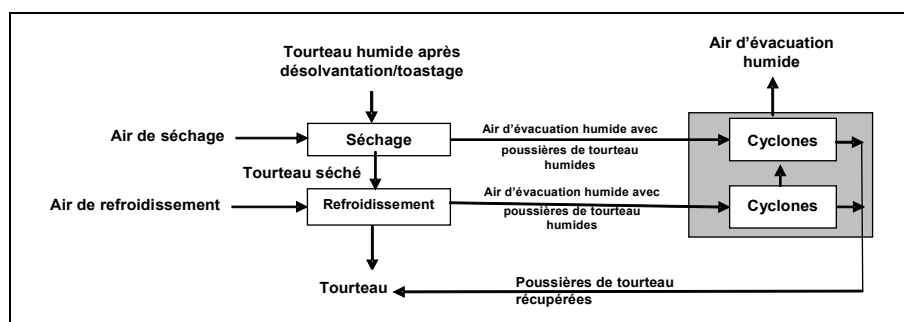 Tourteau humide après
désolvantation/toastage
Air d'évacuation
humide
Air de séchage
Séchage
Air d'évacuation humide avec
poussières de tourteau
humides
Cyclones
Tourteau séché
Air de refroidissement
Refroidissement
Air d'évacuation humide avec
poussières de tourteau
humides
Cyclones
Tourteau
Poussières de tourteau
récupérées